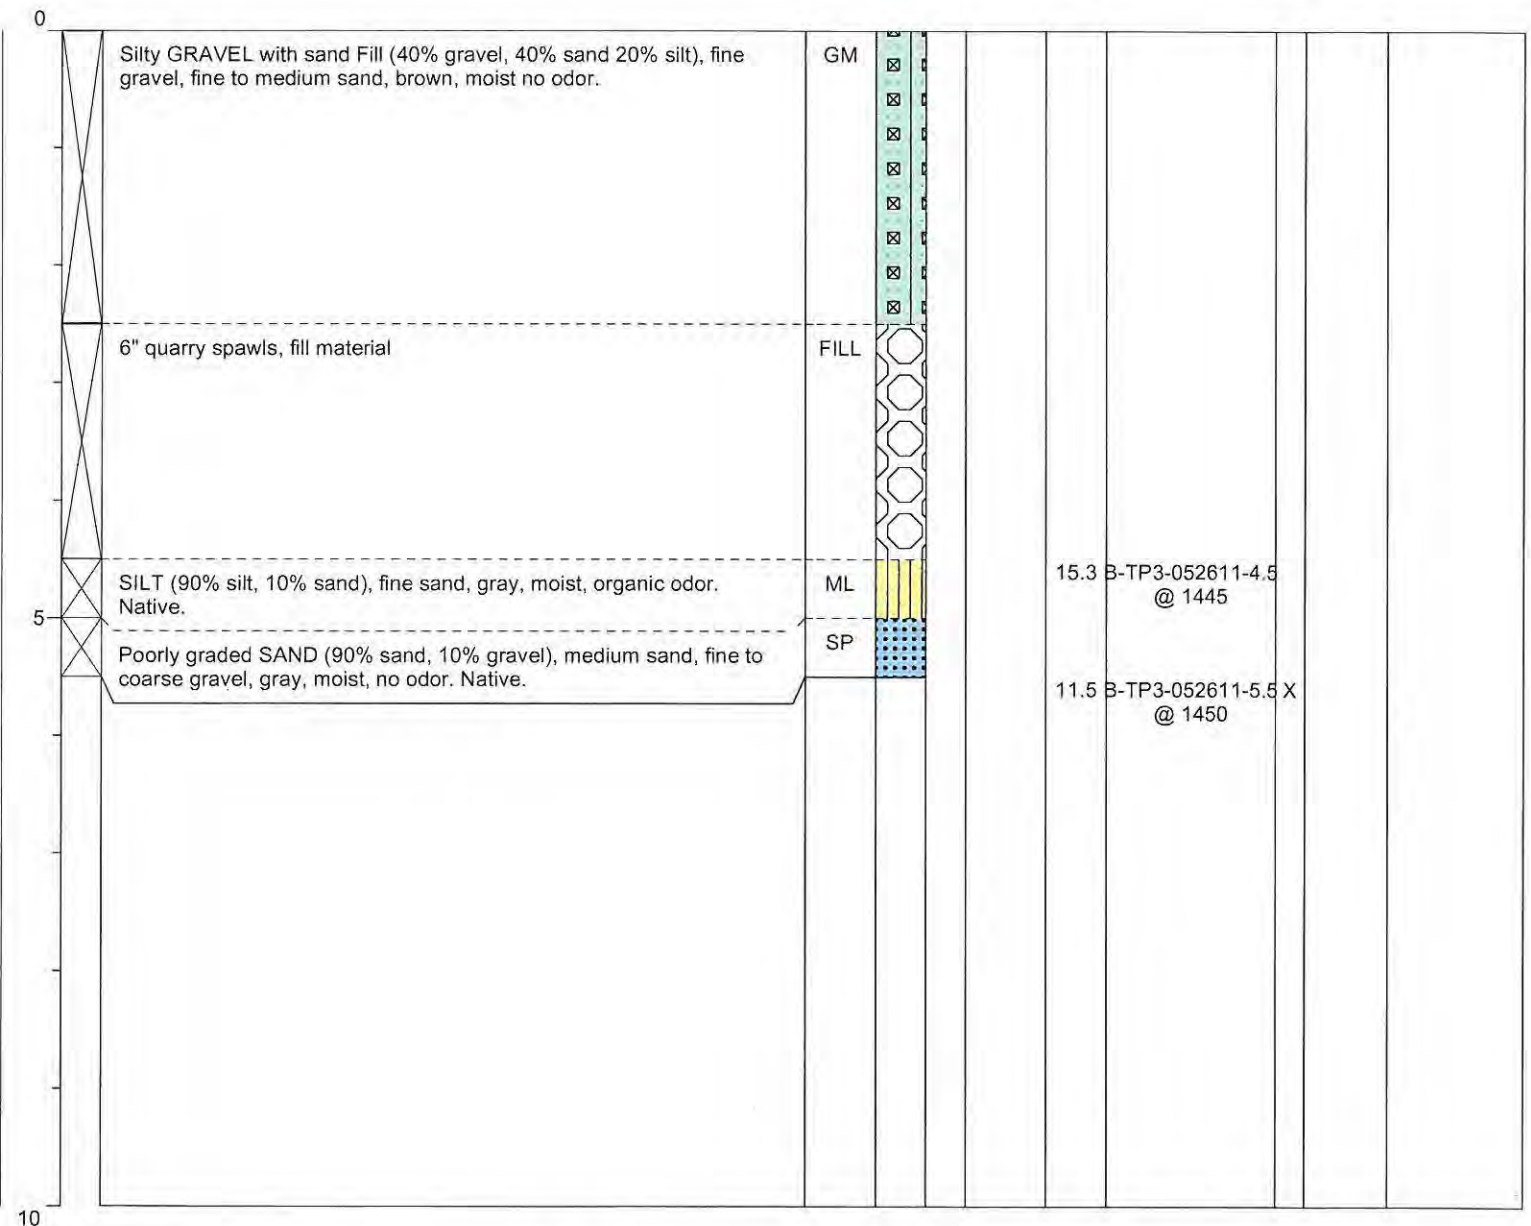 0
Silty GRAVEL with sand Fill (40% gravel, 40% sand 20% silt), fine
gravel, fine to medium sand, brown, moist no odor.
GM
6" quarry spawls, fill material
FILL
SILT (90% silt, 10% sand), fine sand, gray, moist, organic odor.
Native.
ML
15.3 B-TP3-052611-4.5
@ 1445
5
Poorly graded SAND (90% sand, 10% gravel), medium sand, fine to
coarse gravel, gray, moist, no odor. Native.
SP
11.5 B-TP3-052611-5.5 X
@ 1450
10